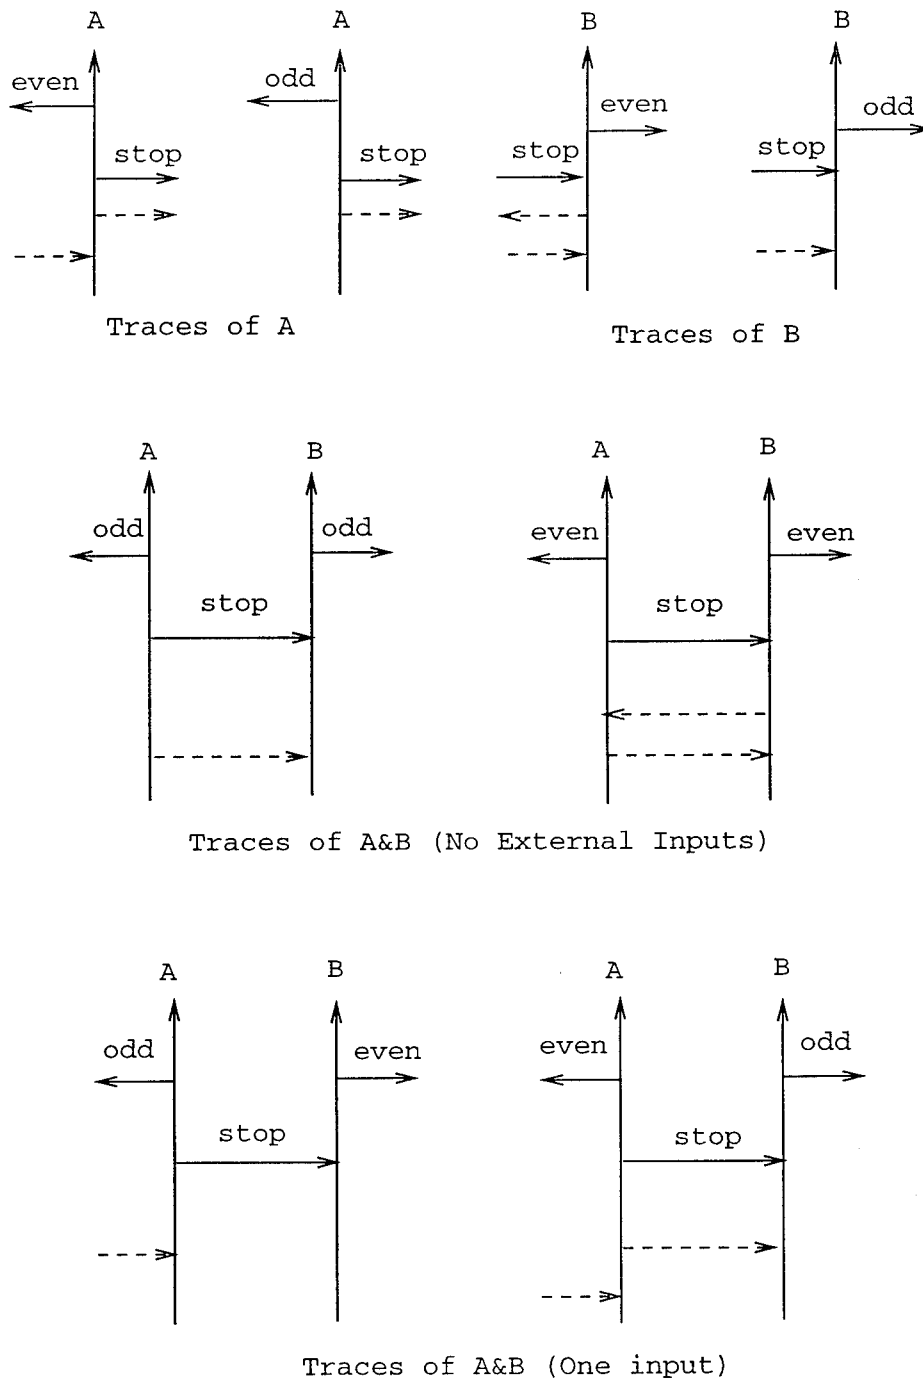 A A B B
even odd even odd
stop stop stop stop
Traces of A Traces of B
A B A B
odd odd even even
stop stop
Traces of A&B (No External Inputs)
A B A B
odd even even odd
stop stop
Traces of A&B (One input)